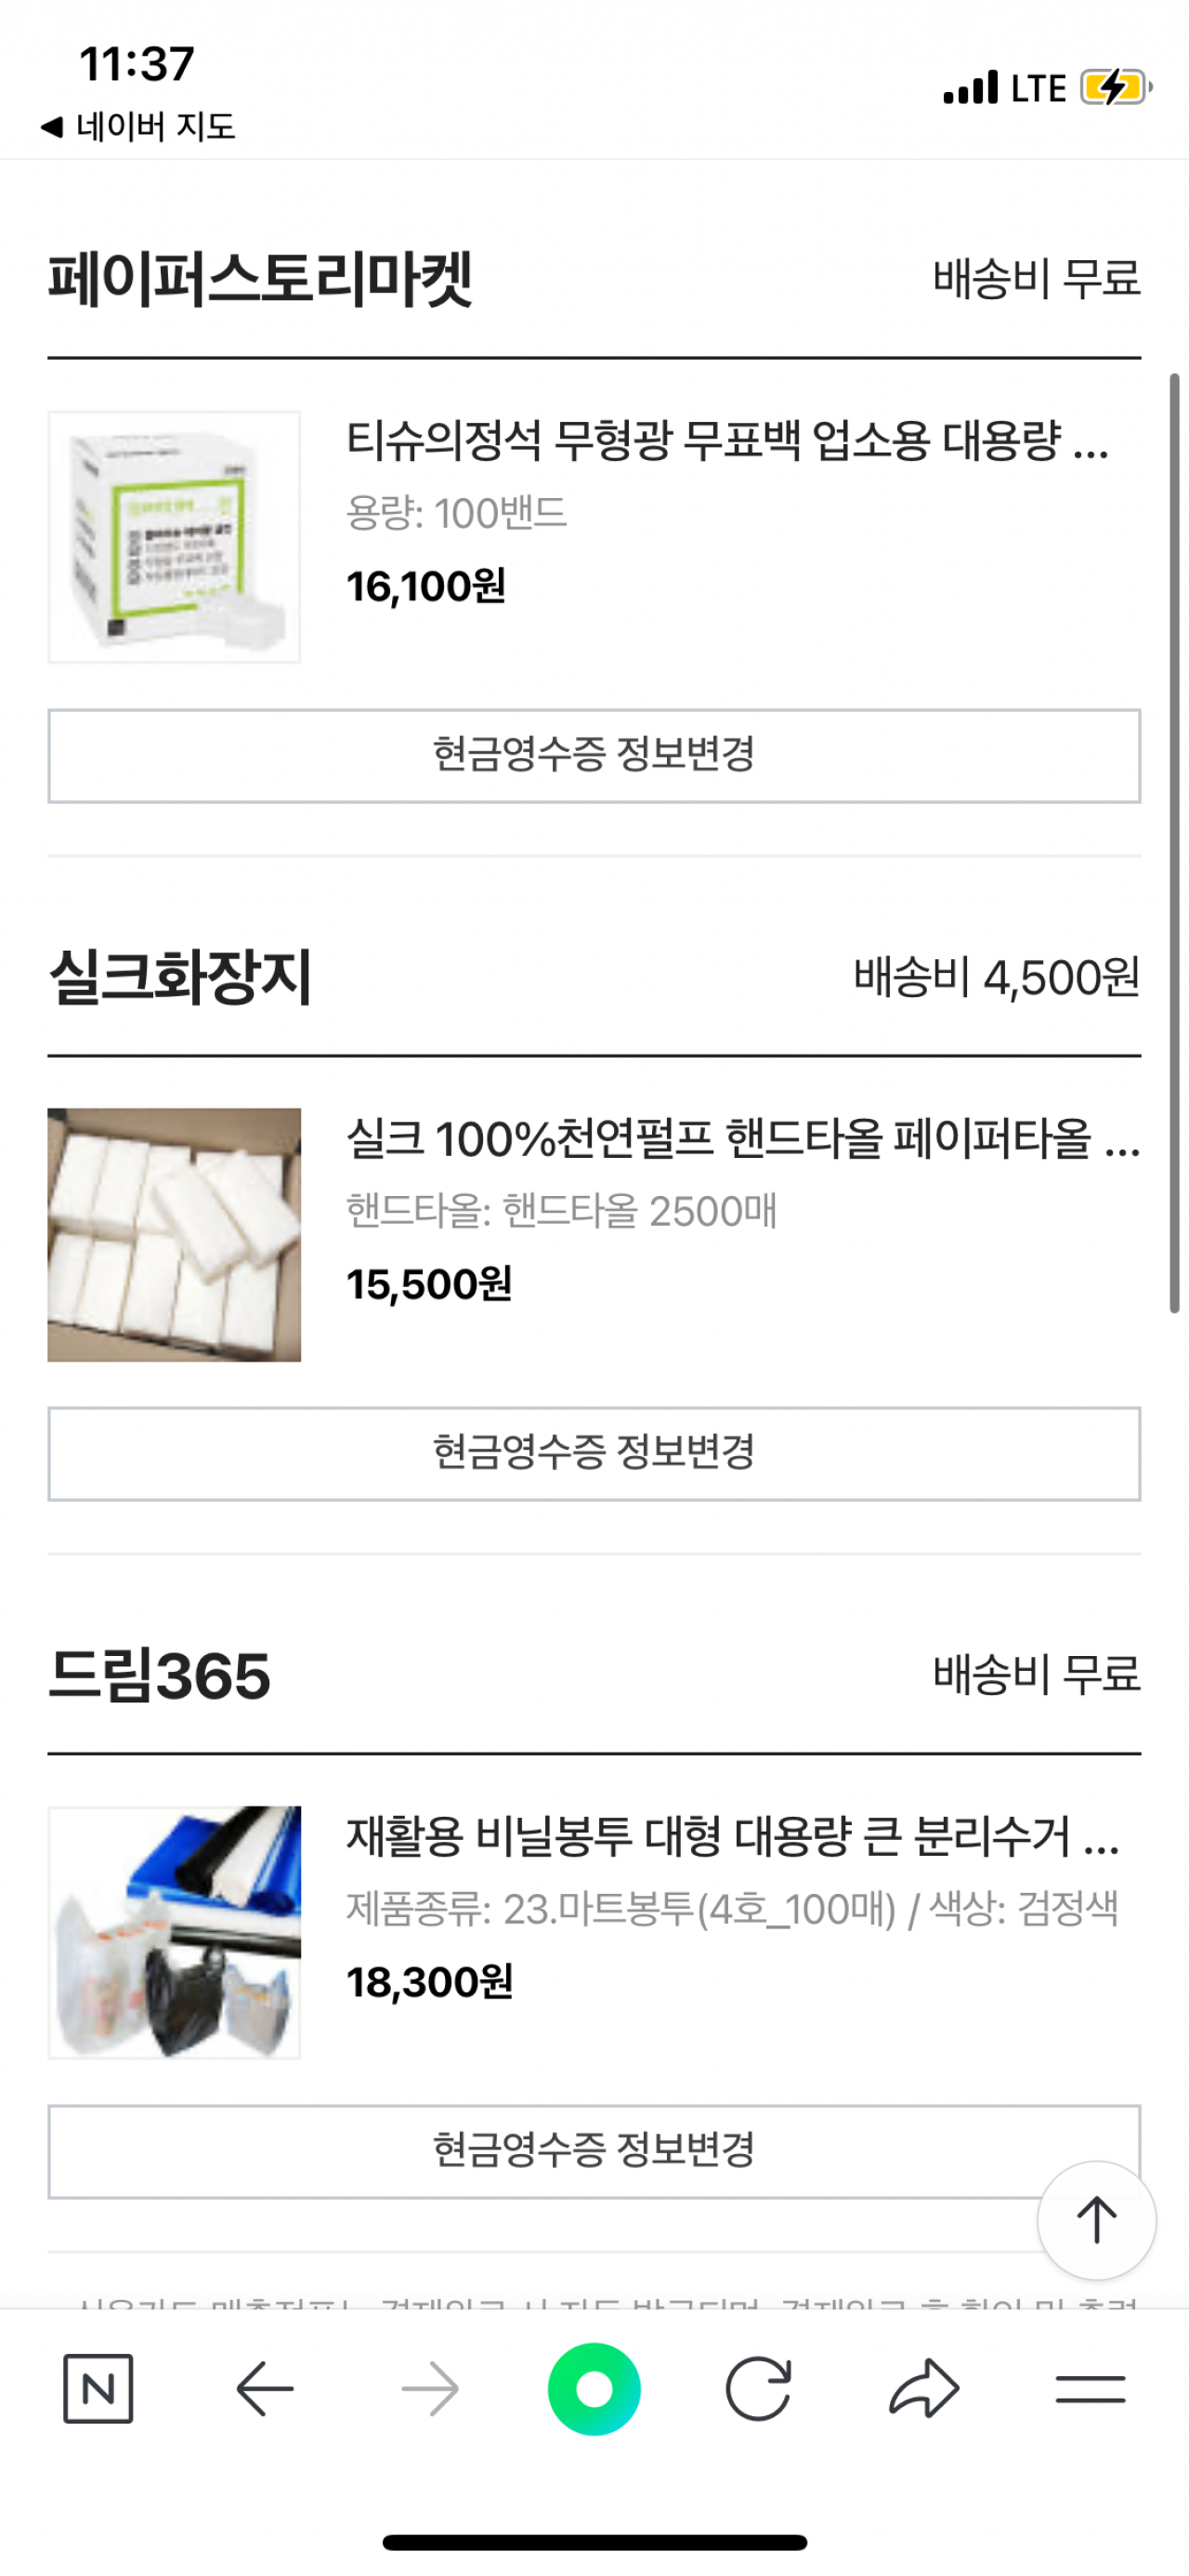 11:37
LTE
◀ 네이버 지도
페이퍼스토리마켓
배송비 무료
티슈의정석 무형광 무표백 업소용 대용량 ...
용량: 100밴드
16,100원
현금영수증 정보변경
실크화장지
배송비 4,500원
실크 100%천연펄프 핸드타올 페이퍼타올 ...
핸드타올: 핸드타올 2500매
15,500원
현금영수증 정보변경
드림365
배송비 무료
재활용 비닐봉투 대형 대용량 큰 분리수거 ...
제품종류: 23.마트봉투(4호_100매) / 색상: 검정색
18,300원
현금영수증 정보변경
N